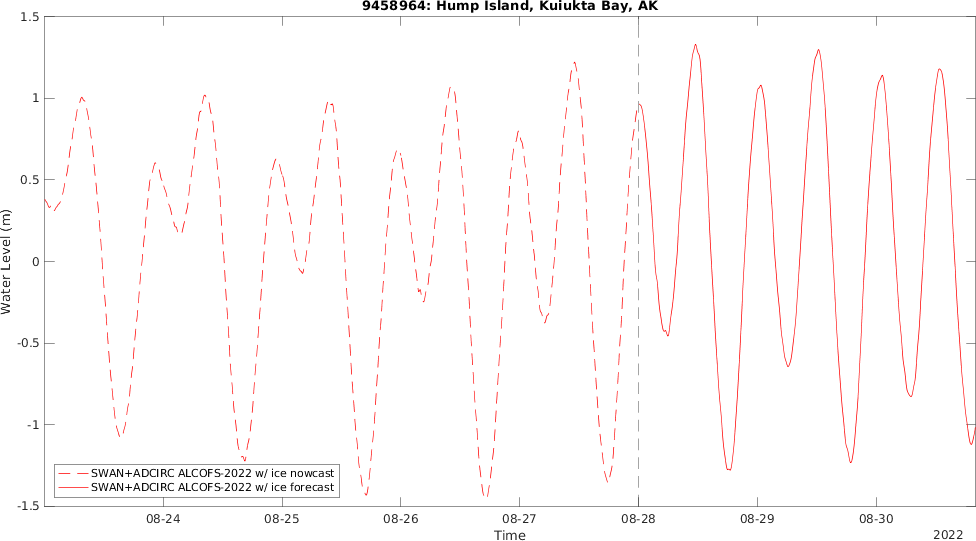 9458964: Hump Island, Kuiukta Bay, AK
1.5
1
0.5
0
-0.5
-1
-1.5
Water Level (m)
SWAN+ADCIRC ALCOFS-2022 w/ ice nowcast
SWAN+ADCIRC ALCOFS-2022 w/ ice forecast
08-24 08-25 08-26 08-27 08-28 08-29 08-30
Time
2022